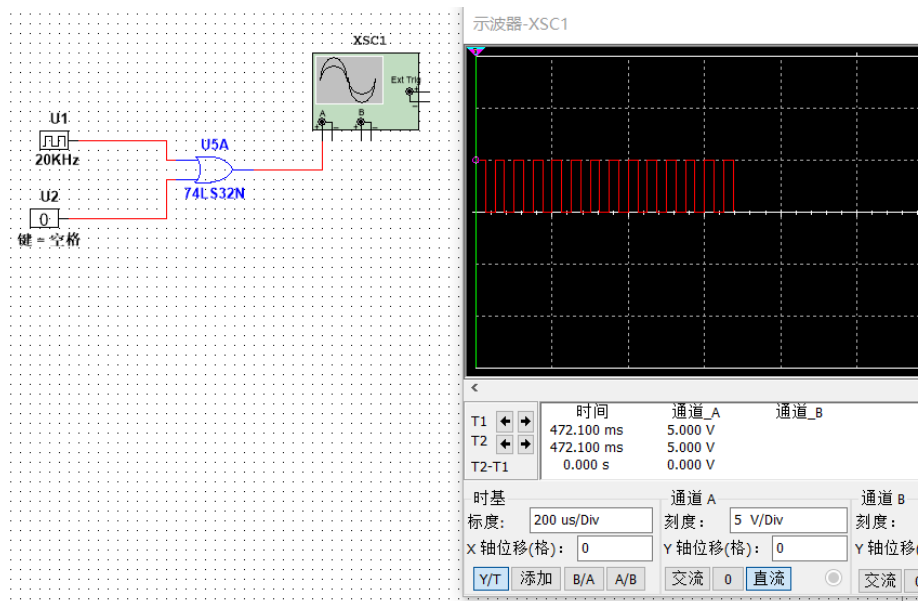 示波器-XSC1
XSC1
Ext Trig
A
B
U1
20KHz
U5A
74LS32N
U2
0
键 = 空格
时间 通道_A 通道_B
T1 472.100 ms 5.000 V
T2 472.100 ms 5.000 V
T2-T1 0.000 s 0.000 V
时基 通道 A 通道 B
标度: 200 us/Div 刻度: 5 V/Div 刻度:
X 轴位移(格): 0 Y 轴位移(格): 0 Y 轴位移(
Y/T 添加 B/A A/B 交流 0 直流 交流